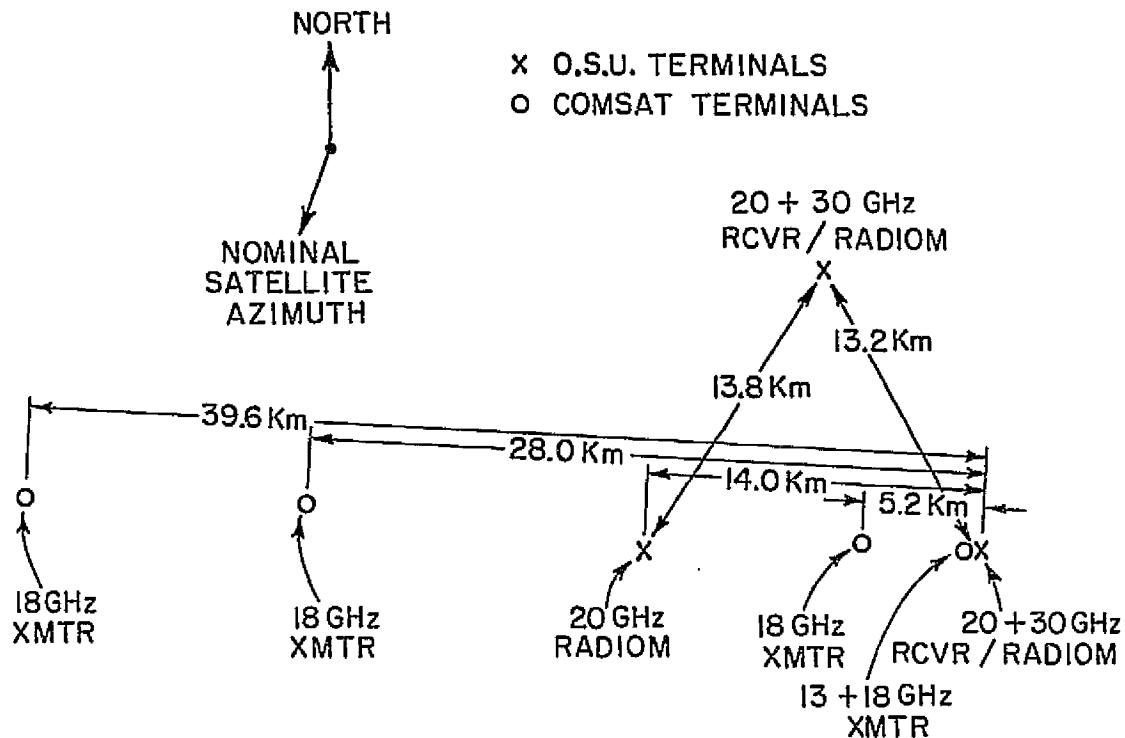 NORTH
X O.S.U. TERMINALS
O COMSAT TERMINALS
NOMINAL
SATELLITE
AZIMUTH
20 + 30 GHz
RCVR / RADIOM
X
13.2 Km
13.8 Km
39.6 Km
28.0 Km
14.0 Km
5.2 Km
O
O
X
O
OX
18 GHz
XMTR
18 GHz
XMTR
20 GHz
RADIOM
18 GHz
XMTR
20 + 30 GHz
RCVR / RADIOM
13 + 18 GHz
XMTR